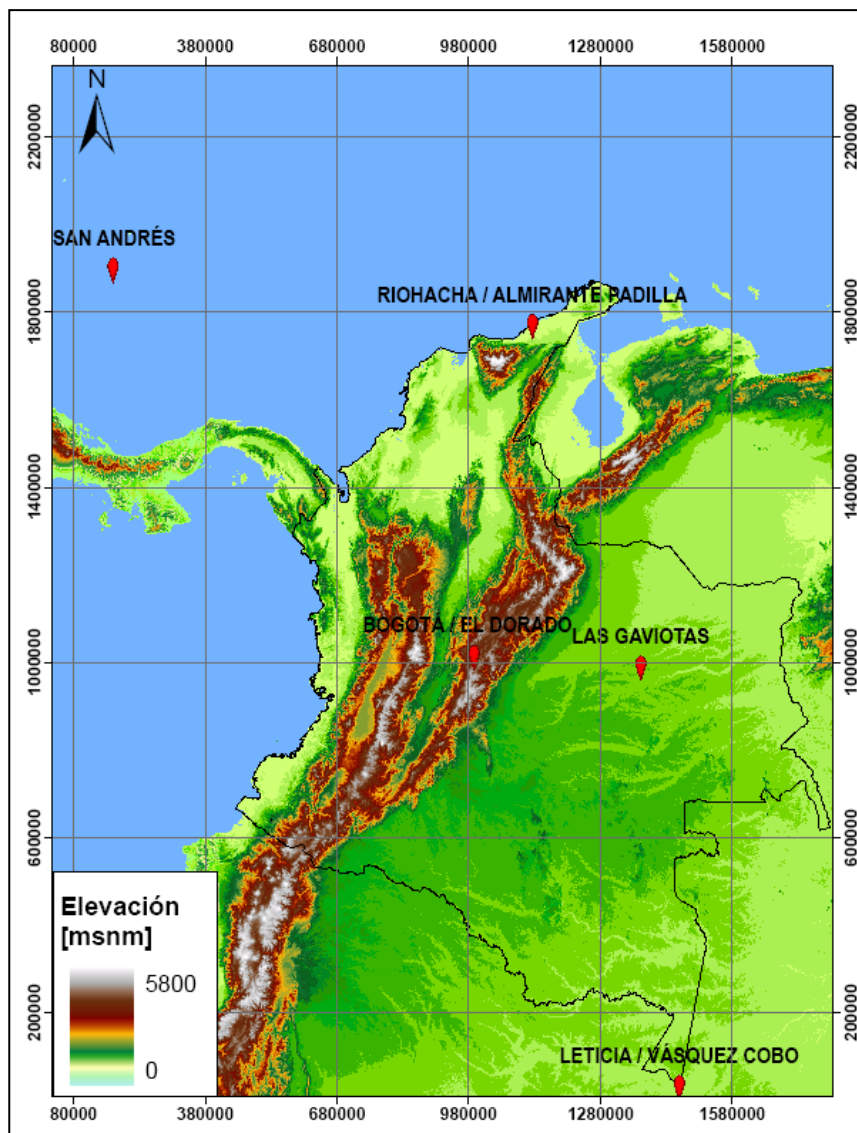 80000 380000 680000 980000 1280000 1580000
N
2200000 2200000
SAN ANDRÉS
RIOHACHA / ALMIRANTE PADILLA
1800000 1800000
1400000 1400000
BOGOTÁ / EL DORADO
LAS GAVIOTAS
1000000 1000000
600000 600000
Elevación
[msnm]
5800
0
200000 200000
LETICIA / VÁSQUEZ COBO
80000 380000 680000 980000 1280000 1580000